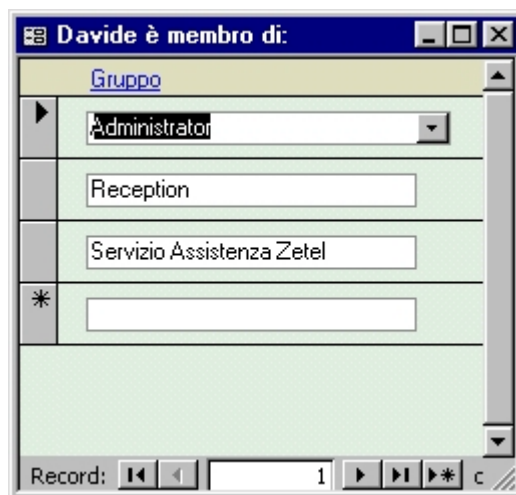 Davide è membro di:
Gruppo
Administrator
Reception
Servizio Assistenza Zetel
Record: 1